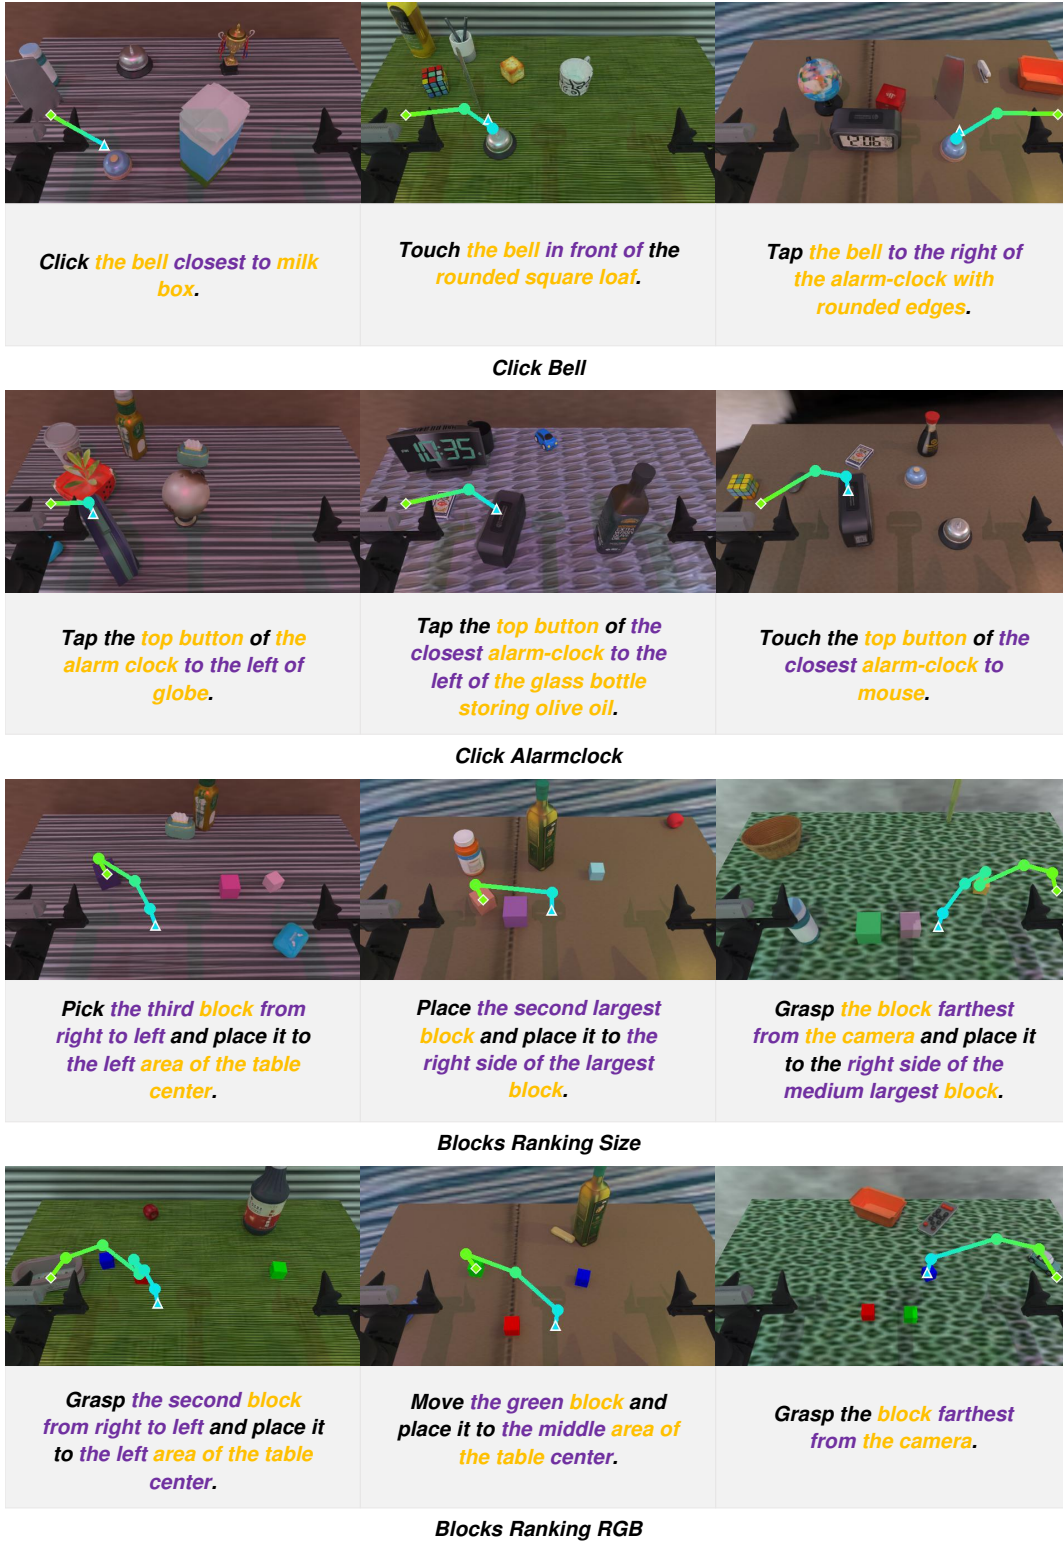 Click the bell closest to milk
box.
Touch the bell in front of the
rounded square loaf.
Tap the bell to the right of
the alarm-clock with
rounded edges.
12:06
Click Bell
10:35
Tap the top button of the
alarm clock to the left of
globe.
Tap the top button of the
closest alarm-clock to the
left of the glass bottle
storing olive oil.
Touch the top button of the
closest alarm-clock to
mouse.
Click Alarmclock
Pick the third block from
right to left and place it to
the left area of the table
center.
Place the second largest
block and place it to the
right side of the largest
block.
Grasp the block farthest
from the camera and place it
to the right side of the
medium largest block.
Blocks Ranking Size
Grasp the second block
from right to left and place it
to the left area of the table
center.
Move the green block and
place it to the middle area of
the table center.
Grasp the block farthest
from the camera.
Blocks Ranking RGB